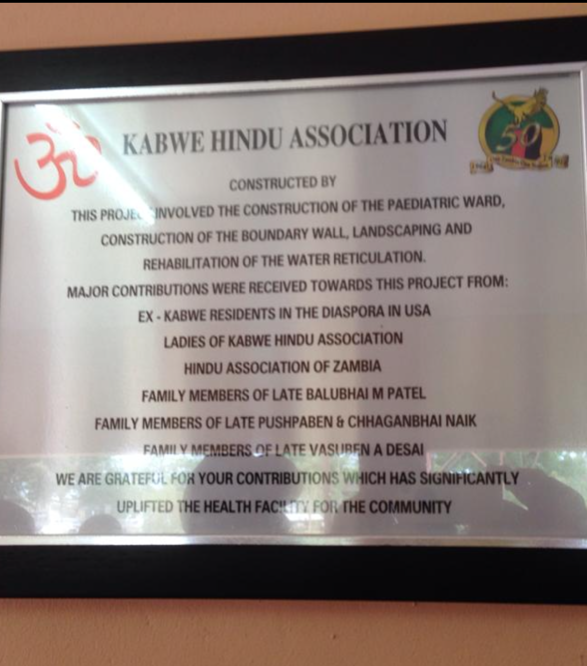 ॐ
KABWE HINDU ASSOCIATION
50
CONSTRUCTED BY
THIS PROJECT INVOLVED THE CONSTRUCTION OF THE PAEDIATRIC WARD,
CONSTRUCTION OF THE BOUNDARY WALL, LANDSCAPING AND
REHABILITATION OF THE WATER RETICULATION.
MAJOR CONTRIBUTIONS WERE RECEIVED TOWARDS THIS PROJECT FROM:
EX - KABWE RESIDENTS IN THE DIASPORA IN USA
LADIES OF KABWE HINDU ASSOCIATION
HINDU ASSOCIATION OF ZAMBIA
FAMILY MEMBERS OF LATE BALUBHAI M PATEL
FAMILY MEMBERS OF LATE PUSHPABEN & CHHAGANBHAI NAIK
FAMILY MEMBERS OF LATE VASUBEN A DESAI
WE ARE GRATEFUL FOR YOUR CONTRIBUTIONS WHICH HAS SIGNIFICANTLY
UPLIFTED THE HEALTH FACILITY FOR THE COMMUNITY